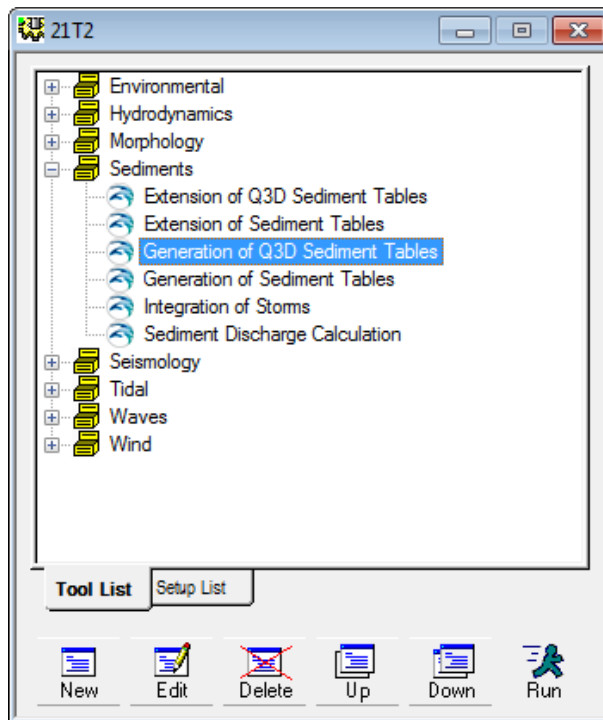 21T2
Environmental
Hydrodynamics
Morphology
Sediments
Extension of Q3D Sediment Tables
Extension of Sediment Tables
Generation of Q3D Sediment Tables
Generation of Sediment Tables
Integration of Storms
Sediment Discharge Calculation
Seismology
Tidal
Waves
Wind
Tool List Setup List
New Edit Delete Up Down Run